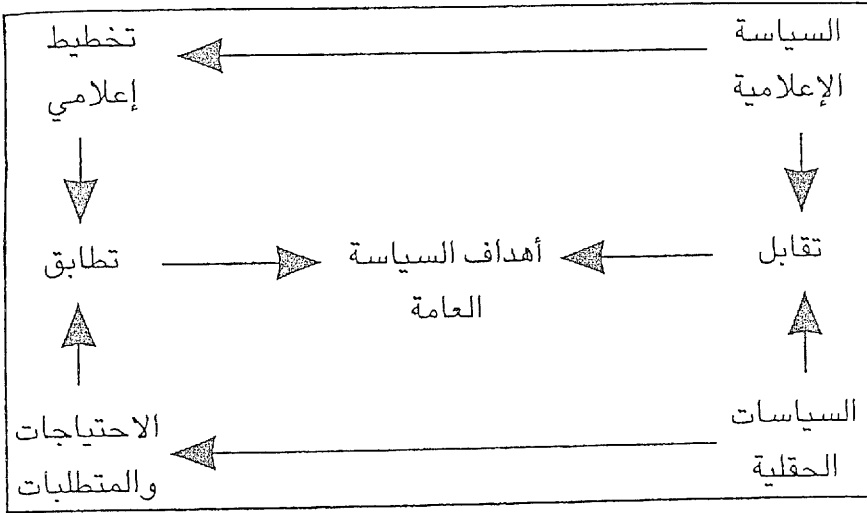 السياسة
الإعلامية
تخطيط
إعلامي
تقابل
أهداف السياسة
العامة
تطابق
السياسات
الحقلية
الاحتياجات
والمتطلبات